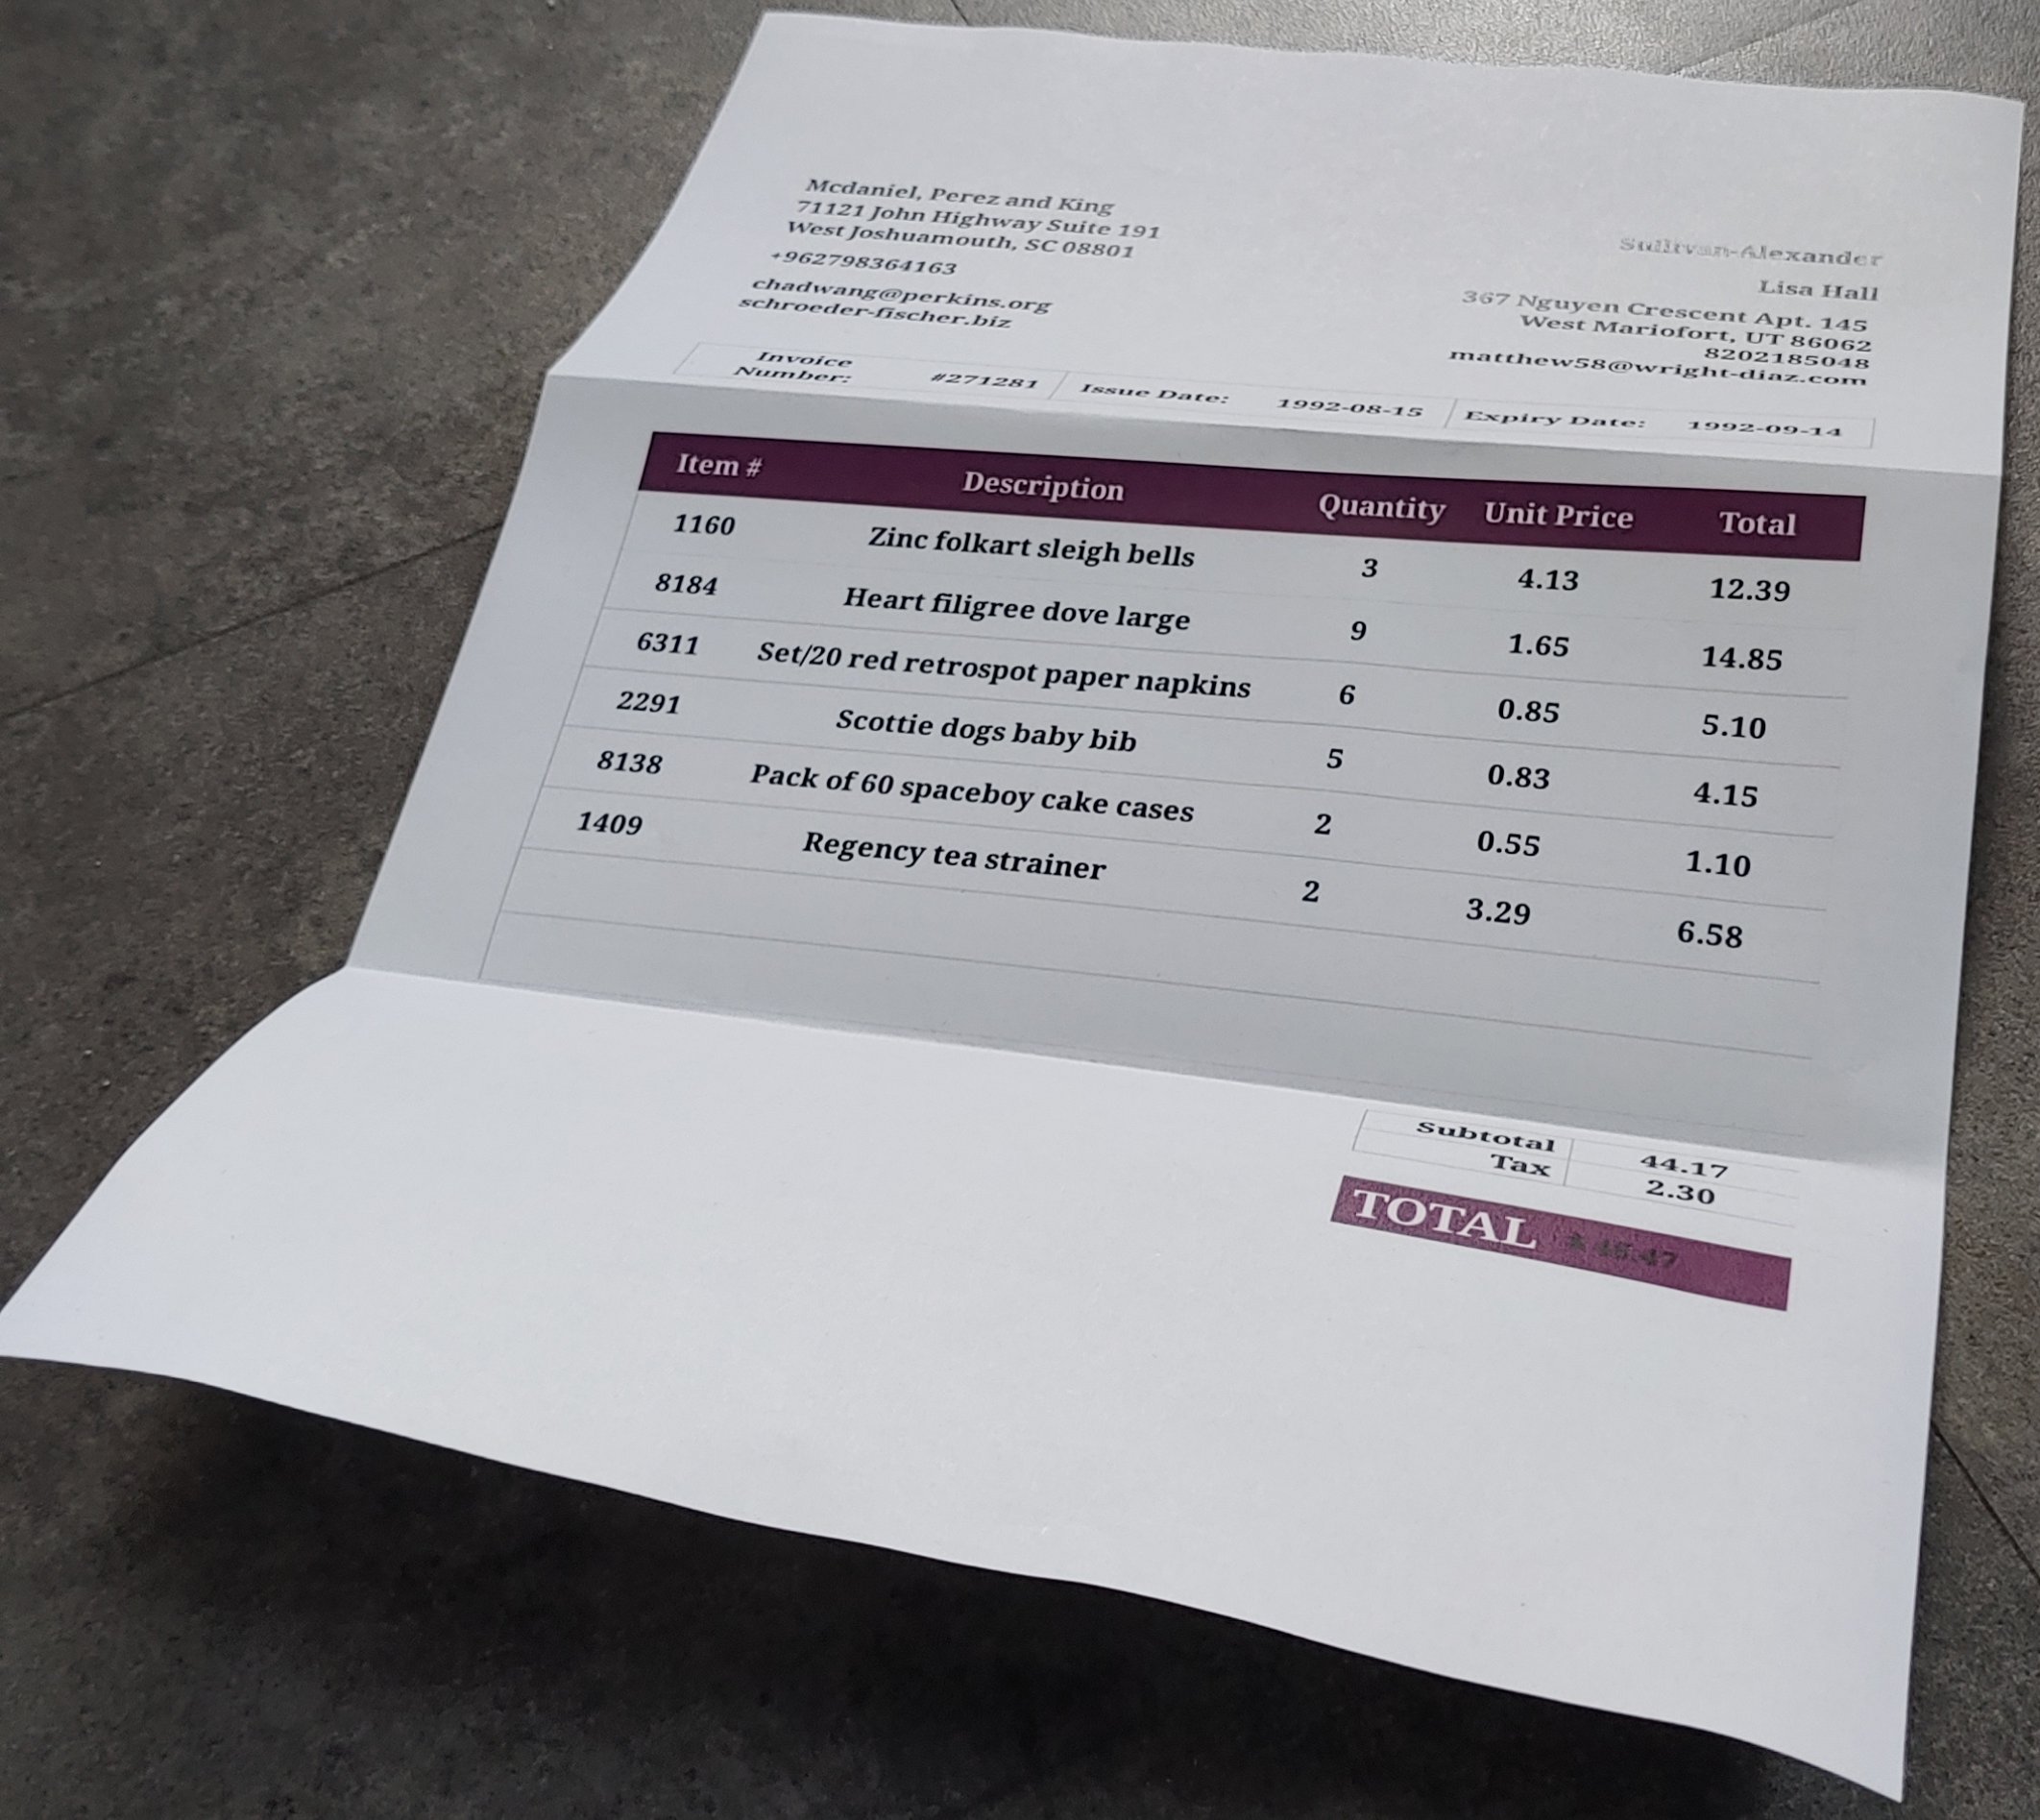 Mcdaniel, Perez and King
71121 John Highway Suite 191
West Joshuamouth, SC 08801
+962798364163
chadwang@perkins.org
schroeder-fischer.biz
Sullivan-Alexander
Lisa Hall
367 Nguyen Crescent Apt. 145
West Mariofort, UT 86062
8202185048
matthew58@wright-diaz.com
Invoice Number: #271281 Issue Date: 1992-08-15 Expiry Date: 1992-09-14
Item # Description Quantity Unit Price Total
1160 Zinc folkart sleigh bells 3 4.13 12.39
8184 Heart filigree dove large 9 1.65 14.85
6311 Set/20 red retrospot paper napkins 6 0.85 5.10
2291 Scottie dogs baby bib 5 0.83 4.15
8138 Pack of 60 spaceboy cake cases 2 0.55 1.10
1409 Regency tea strainer 2 3.29 6.58
Subtotal 44.17
Tax 2.30
TOTAL 46.47